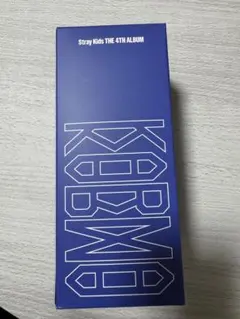 Stray Kids THE 4TH ALBUM
KARMA